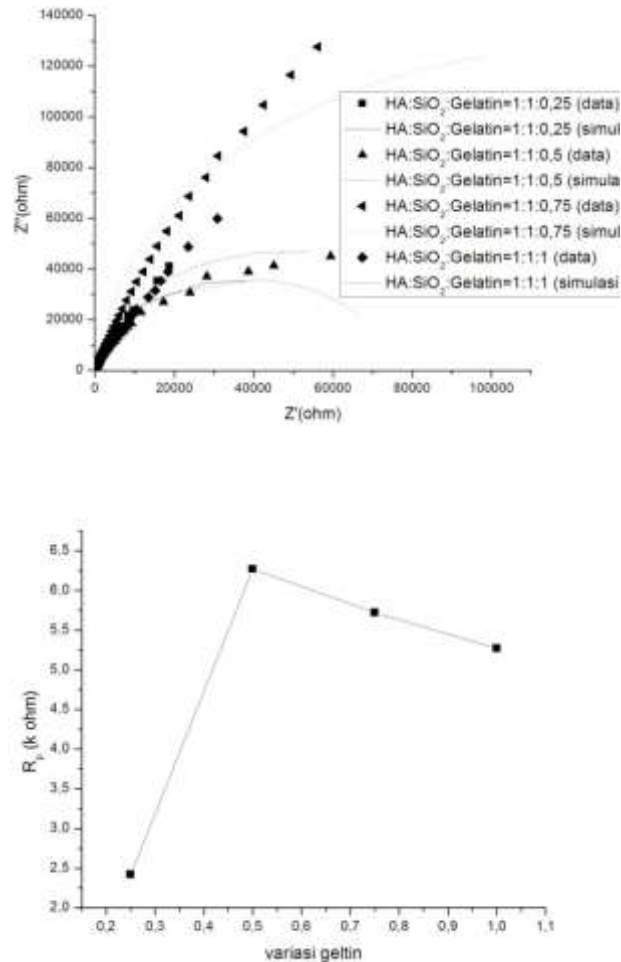 140000
120000
100000
80000
60000
40000
20000
0
Z''(ohm)
HA:SiO₂:Gelatin=1:1:0,25 (data)
HA:SiO₂:Gelatin=1:1:0,25 (simul
HA:SiO₂:Gelatin=1:1:0,5 (data)
HA:SiO₂:Gelatin=1:1:0,5 (simula
HA:SiO₂:Gelatin=1:1:0,75 (data)
HA:SiO₂:Gelatin=1:1:0,75 (simul
HA:SiO₂:Gelatin=1:1:1 (data)
HA:SiO₂:Gelatin=1:1:1 (simulasi
0 20000 40000 60000 80000 100000
Z'(ohm)
6,5
6,0
5,5
5,0
4,5
4,0
3,5
3,0
2,5
2,0
Rₚ (k ohm)
0,2 0,3 0,4 0,5 0,6 0,7 0,8 0,9 1,0 1,1
variasi geltin